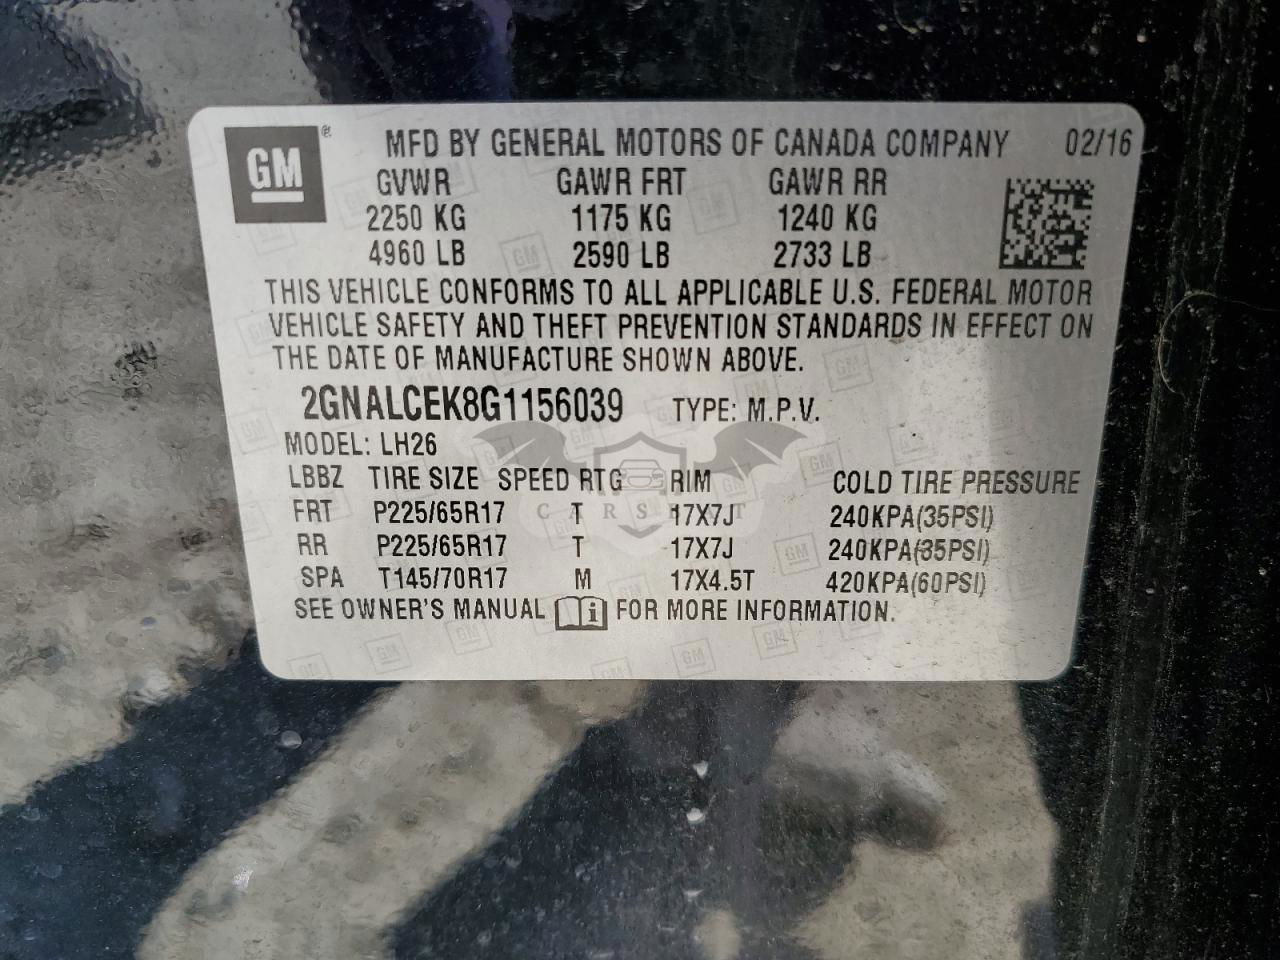 GM ® MFD BY GENERAL MOTORS OF CANADA COMPANY 02/16
GVWR GAWR FRT GAWR RR
2250 KG 1175 KG 1240 KG
4960 LB 2590 LB 2733 LB
THIS VEHICLE CONFORMS TO ALL APPLICABLE U.S. FEDERAL MOTOR
VEHICLE SAFETY AND THEFT PREVENTION STANDARDS IN EFFECT ON
THE DATE OF MANUFACTURE SHOWN ABOVE.
2GNALCEK8G1156039 TYPE: M.P.V.
MODEL: LH26
LBBZ TIRE SIZE SPEED RTG RIM COLD TIRE PRESSURE
FRT P225/65R17 T 17X7J 240KPA(35PSI)
RR P225/65R17 T 17X7J 240KPA(35PSI)
SPA T145/70R17 M 17X4.5T 420KPA(60PSI)
SEE OWNER'S MANUAL i FOR MORE INFORMATION.